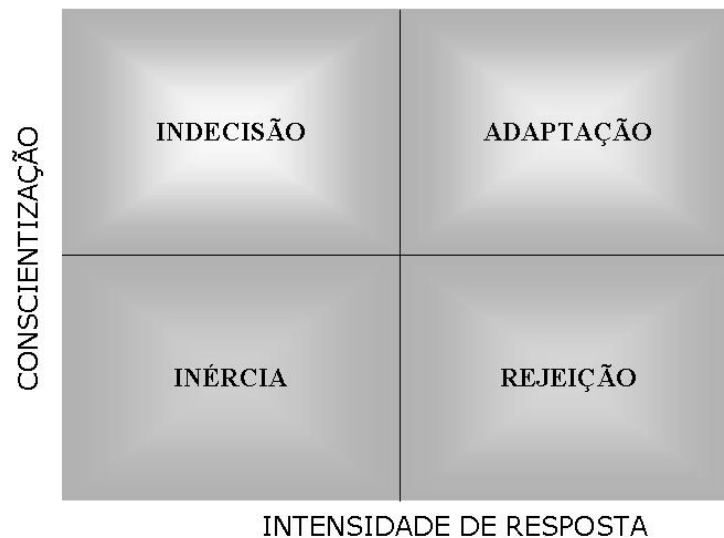 CONSCIENTIZAÇÃO
INDECISÃO
ADAPTAÇÃO
INÉRCIA
REJEIÇÃO
INTENSIDADE DE RESPOSTA